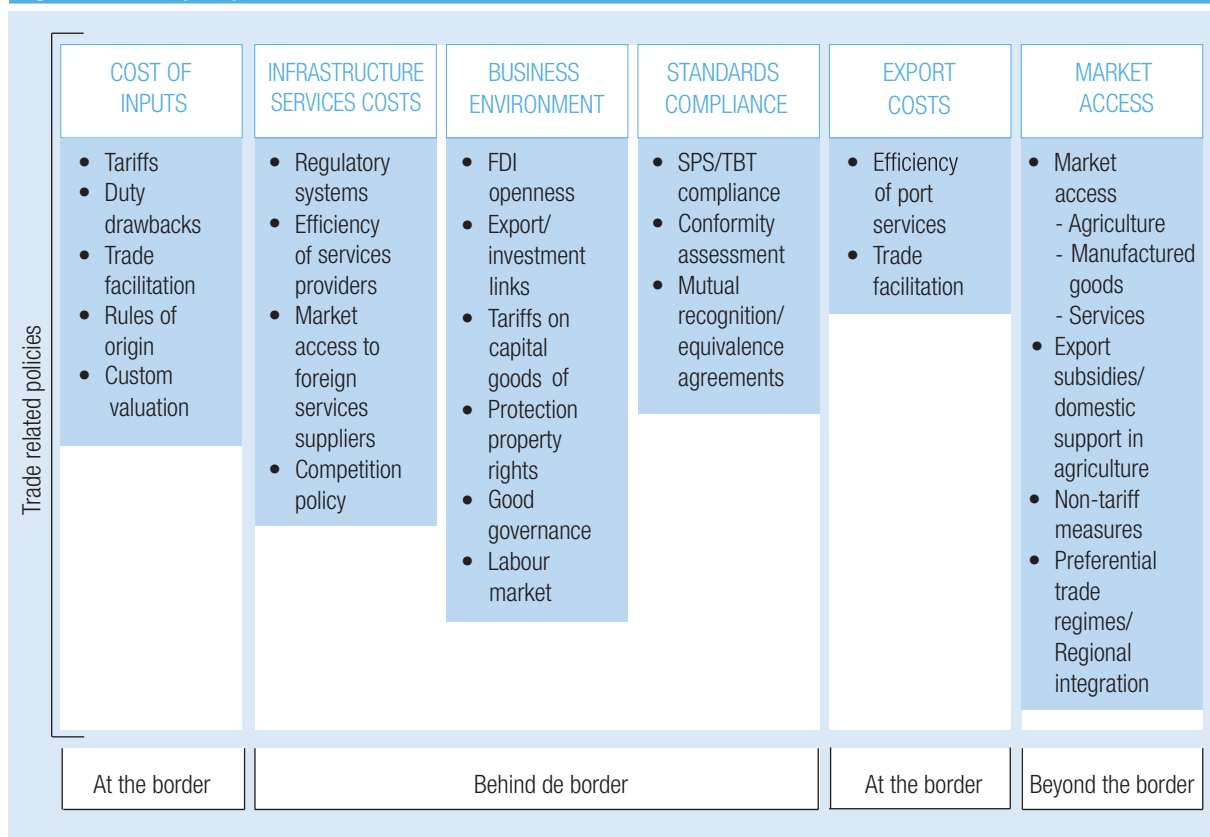 Trade related policies
COST OF
INPUTS
• Tariffs
• Duty
drawbacks
• Trade
facilitation
• Rules of
origin
• Custom
valuation
INFRASTRUCTURE
SERVICES COSTS
• Regulatory
systems
• Efficiency
of services
providers
• Market
access to
foreign
services
suppliers
• Competition
policy
BUSINESS
ENVIRONMENT
• FDI
openness
• Export/
investment
links
• Tariffs on
capital
goods of
• Protection
property
rights
• Good
governance
• Labour
market
STANDARDS
COMPLIANCE
• SPS/TBT
compliance
• Conformity
assessment
• Mutual
recognition/
equivalence
agreements
EXPORT
COSTS
• Efficiency
of port
services
• Trade
facilitation
MARKET
ACCESS
• Market
access
- Agriculture
- Manufactured
goods
- Services
• Export
subsidies/
domestic
support in
agriculture
• Non-tariff
measures
• Preferential
trade
regimes/
Regional
integration
At the border
Behind de border
At the border
Beyond the border